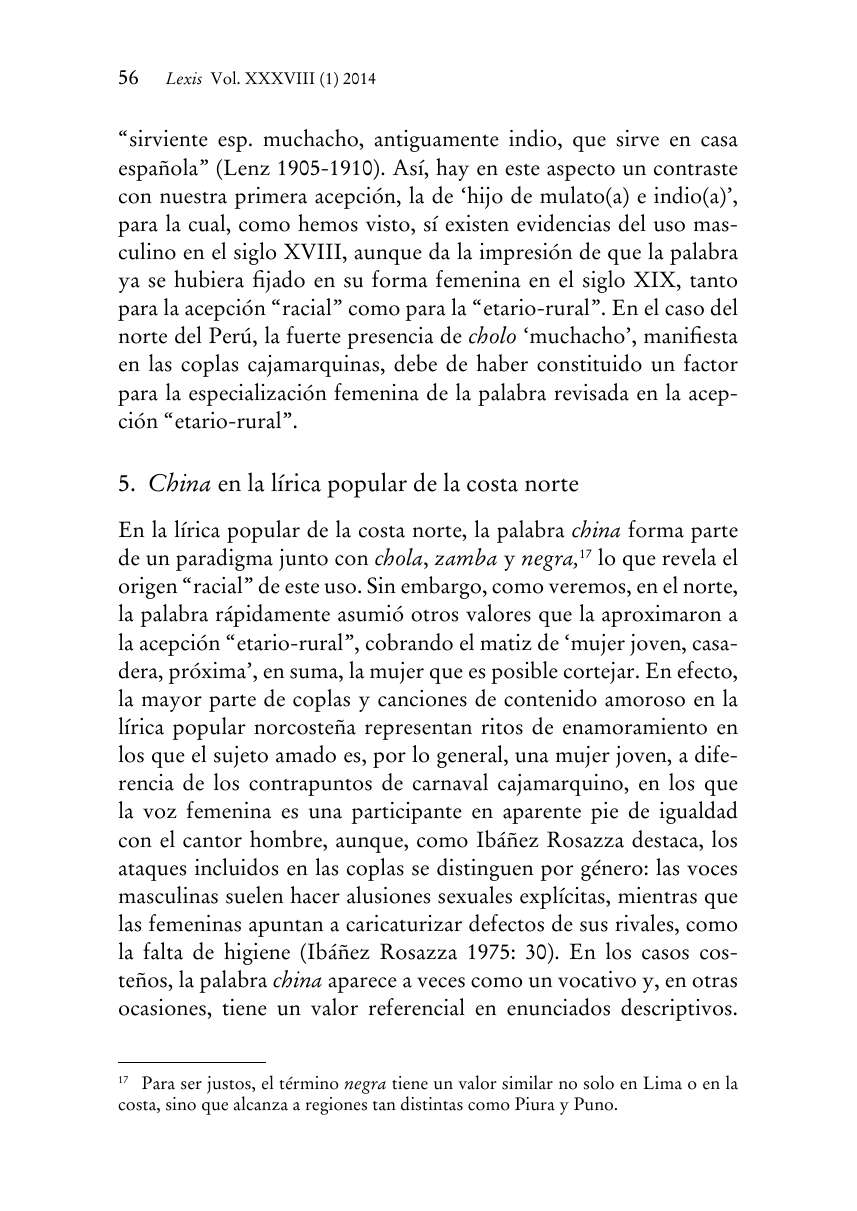 56 Lexis Vol. XXXVIII (1) 2014
“sirviente esp. muchacho, antiguamente indio, que sirve en casa
española” (Lenz 1905-1910). Así, hay en este aspecto un contraste
con nuestra primera acepción, la de ‘hijo de mulato(a) e indio(a)’,
para la cual, como hemos visto, sí existen evidencias del uso mas-
culino en el siglo XVIII, aunque da la impresión de que la palabra
ya se hubiera fijado en su forma femenina en el siglo XIX, tanto
para la acepción “racial” como para la “etario-rural”. En el caso del
norte del Perú, la fuerte presencia de cholo ‘muchacho’, manifiesta
en las coplas cajamarquinas, debe de haber constituido un factor
para la especialización femenina de la palabra revisada en la acep-
ción “etario-rural”.
5. China en la lírica popular de la costa norte
En la lírica popular de la costa norte, la palabra china forma parte
de un paradigma junto con chola, zamba y negra,17 lo que revela el
origen “racial” de este uso. Sin embargo, como veremos, en el norte,
la palabra rápidamente asumió otros valores que la aproximaron a
la acepción “etario-rural”, cobrando el matiz de ‘mujer joven, casa-
dera, próxima’, en suma, la mujer que es posible cortejar. En efecto,
la mayor parte de coplas y canciones de contenido amoroso en la
lírica popular norcosteña representan ritos de enamoramiento en
los que el sujeto amado es, por lo general, una mujer joven, a dife-
rencia de los contrapuntos de carnaval cajamarquino, en los que
la voz femenina es una participante en aparente pie de igualdad
con el cantor hombre, aunque, como Ibáñez Rosazza destaca, los
ataques incluidos en las coplas se distinguen por género: las voces
masculinas suelen hacer alusiones sexuales explícitas, mientras que
las femeninas apuntan a caricaturizar defectos de sus rivales, como
la falta de higiene (Ibáñez Rosazza 1975: 30). En los casos cos-
teños, la palabra china aparece a veces como un vocativo y, en otras
ocasiones, tiene un valor referencial en enunciados descriptivos.
17 Para ser justos, el término negra tiene un valor similar no solo en Lima o en la
costa, sino que alcanza a regiones tan distintas como Piura y Puno.